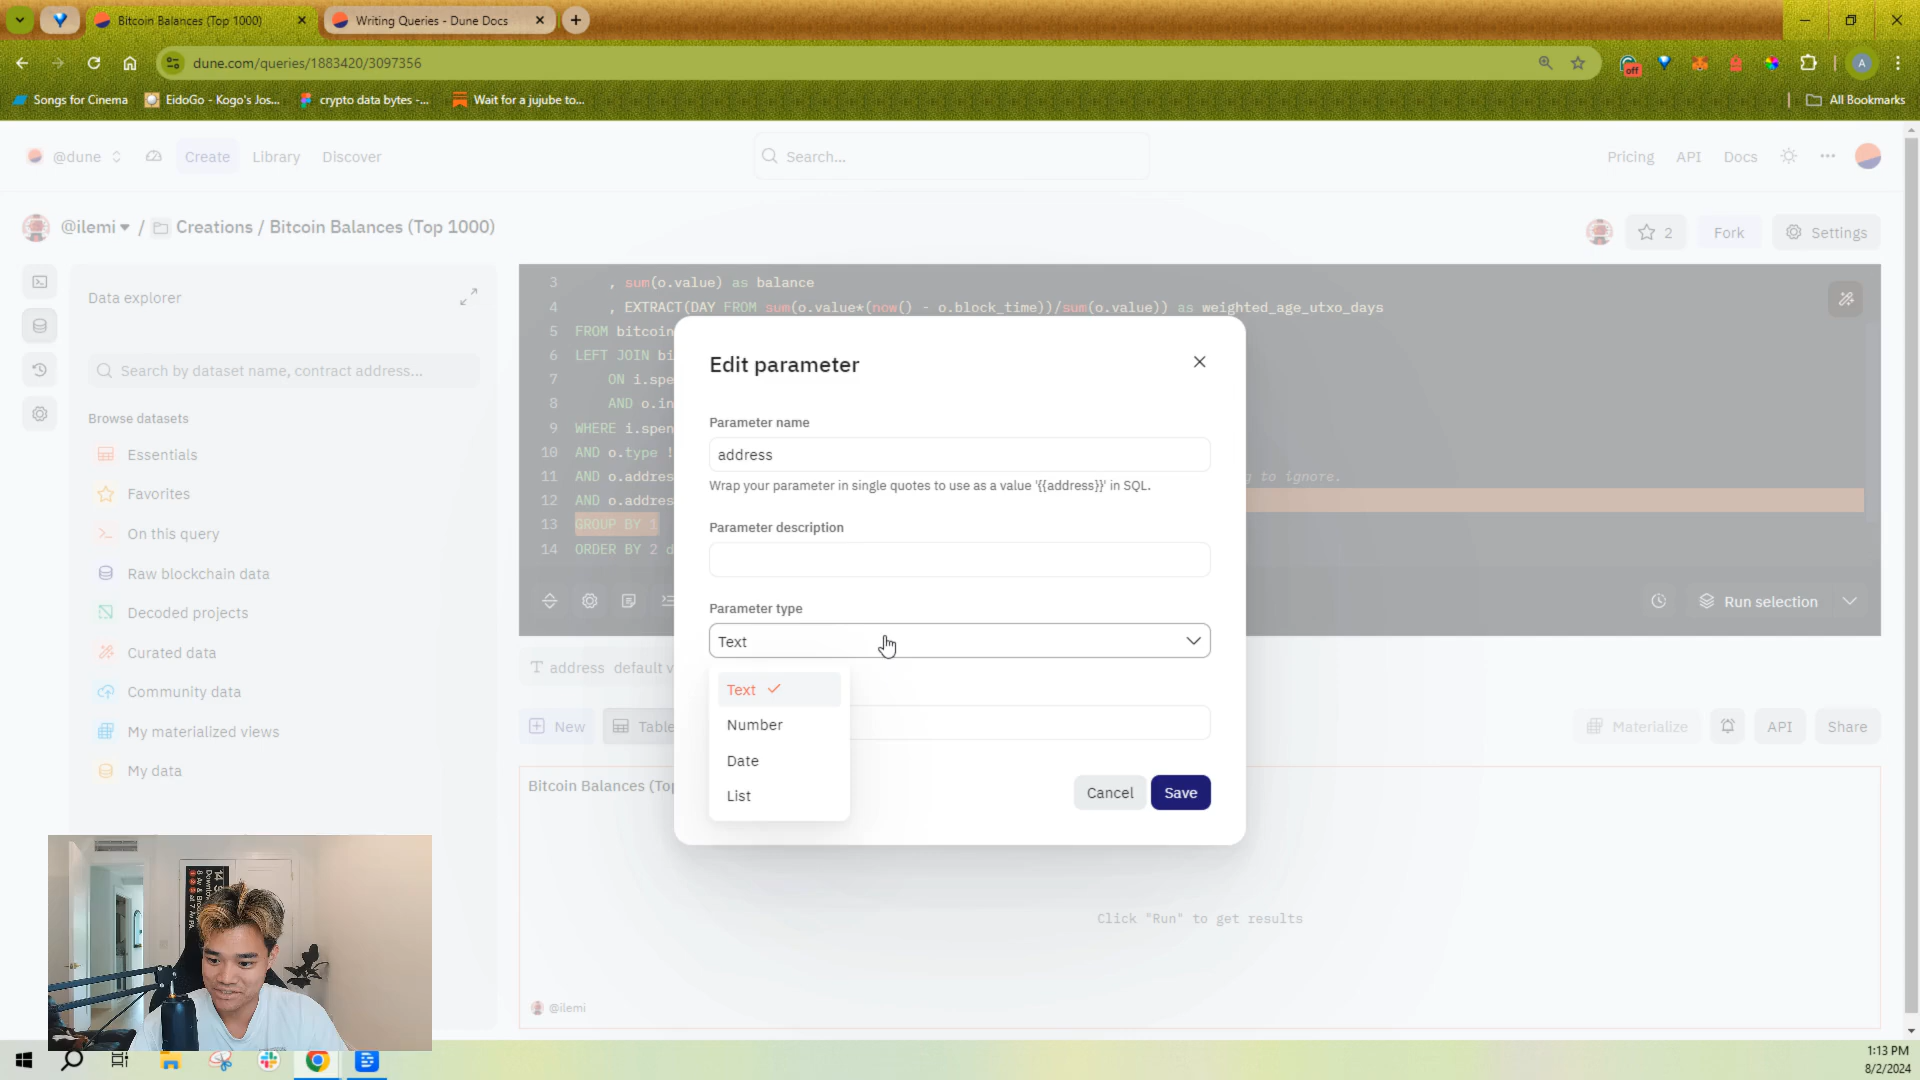 Bitcoin Balances (Top 1000)
Writing Queries - Dune Docs
dune.com/queries/1883420/3097356
off
A
Songs for Cinema
EidoGo - Kogo's Jos...
crypto data bytes -...
Wait for a jujube to...
All Bookmarks
@dune
Create
Library
Discover
Search...
Pricing
API
Docs
@ilemi / Creations / Bitcoin Balances (Top 1000)
2
Fork
Settings
Data explorer
Search by dataset name, contract address...
Browse datasets
Essentials
Favorites
On this query
Raw blockchain data
Decoded projects
Curated data
Community data
My materialized views
My data
3 , sum(o.value) as balance
4 , EXTRACT(DAY FROM sum(o.value*(now() - o.block_time))/sum(o.value)) as weighted_age_utxo_days
5 FROM bitcoin
6 LEFT JOIN bi
7 ON i.spe
8 AND o.in
9 WHERE i.spen
10 AND o.type !
11 AND o.addres g to ignore.
12 AND o.addres
13 GROUP BY 1
14 ORDER BY 2 d
Run selection
address default v
New
Table
Materialize
API
Share
Bitcoin Balances (To
Click "Run" to get results
@ilemi
Edit parameter
Parameter name
address
Wrap your parameter in single quotes to use as a value '{{address}}' in SQL.
Parameter description
Parameter type
Text
Text
Number
Date
List
Cancel
Save
1:13 PM
8/2/2024